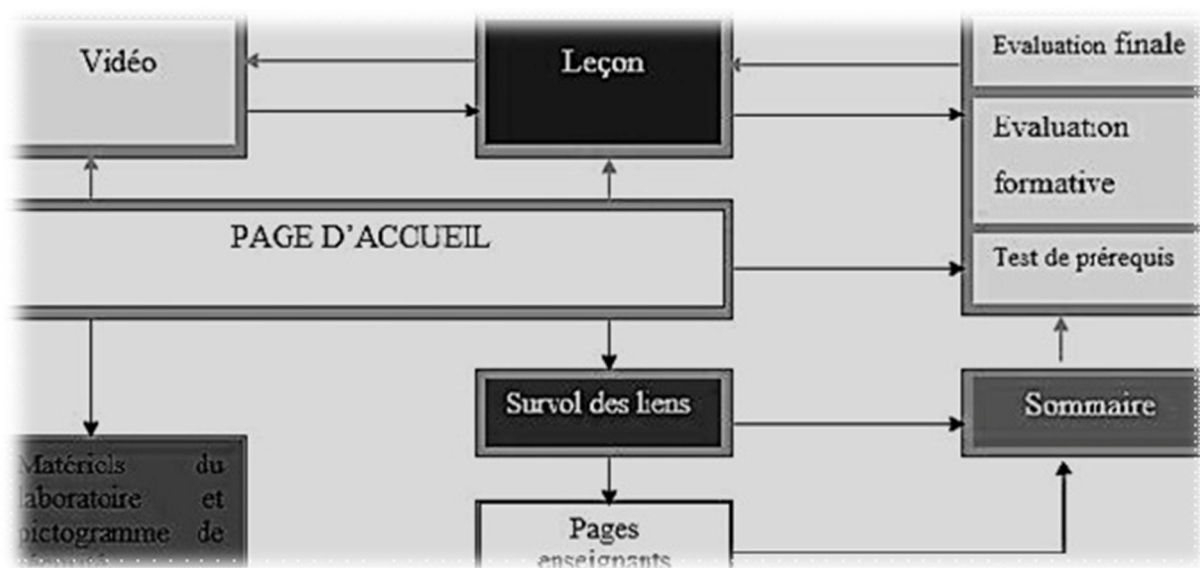 Vidéo
Leçon
Evaluation finale
Evaluation
formative
PAGE D'ACCUEIL
Test de prérequis
Survol des liens
Sommaire
Matériels du
laboratoire et
pictogramme de
Pages
enseignants